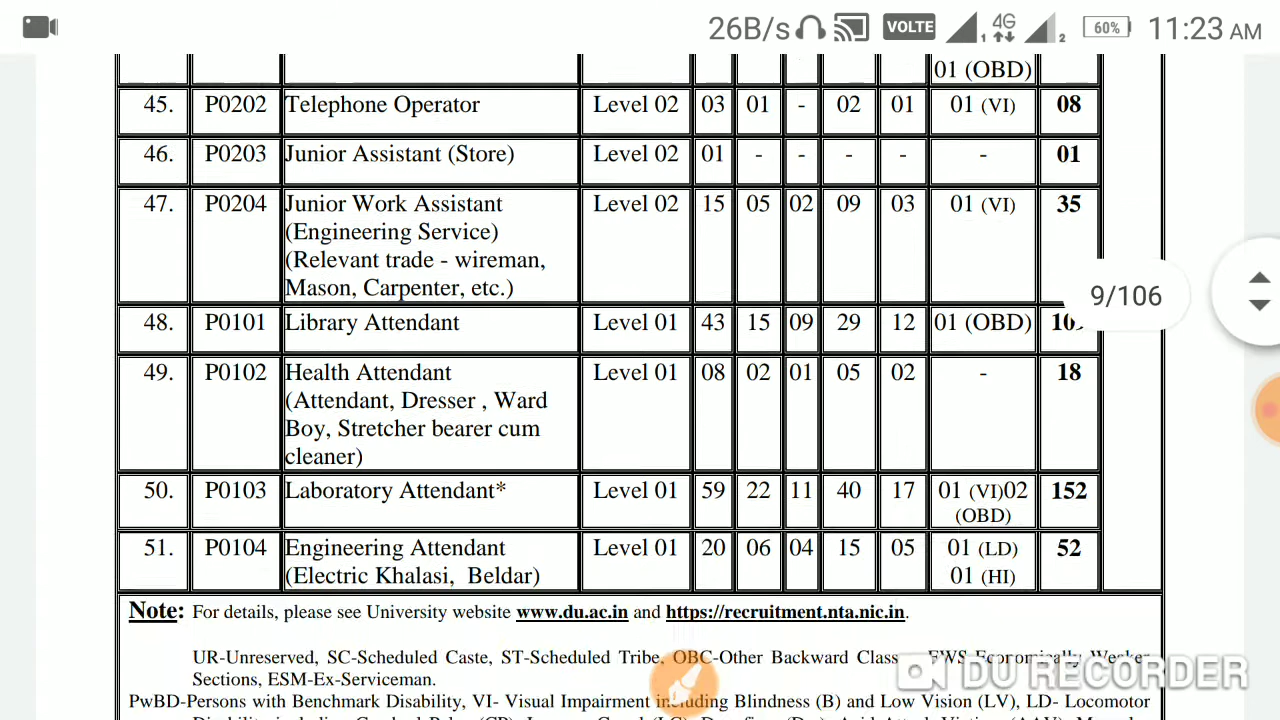 26B/s VOLTE 1 4G 2 60% 11:23 AM
01 (OBD)
45. P0202 Telephone Operator Level 02 03 01 - 02 01 01 (VI) 08
46. P0203 Junior Assistant (Store) Level 02 01 - - - - - 01
47. P0204 Junior Work Assistant Level 02 15 05 02 09 03 01 (VI) 35
(Engineering Service)
(Relevant trade - wireman,
Mason, Carpenter, etc.)
9/106
48. P0101 Library Attendant Level 01 43 15 09 29 12 01 (OBD)
49. P0102 Health Attendant Level 01 08 02 01 05 02 - 18
(Attendant, Dresser , Ward
Boy, Stretcher bearer cum
cleaner)
50. P0103 Laboratory Attendant* Level 01 59 22 11 40 17 01 (VI)02 152
(OBD)
51. P0104 Engineering Attendant Level 01 20 06 04 15 05 01 (LD) 52
(Electric Khalasi, Beldar) 01 (HI)
Note: For details, please see University website www.du.ac.in and https://recruitment.nta.nic.in.
UR-Unreserved, SC-Scheduled Caste, ST-Scheduled Tribe, OBC-Other Backward
Sections, ESM-Ex-Serviceman.
DU RECORDER
PwBD-Persons with Benchmark Disability, VI- Visual Impairment including Blindness (B) and Low Vision (LV), LD- Locomotor